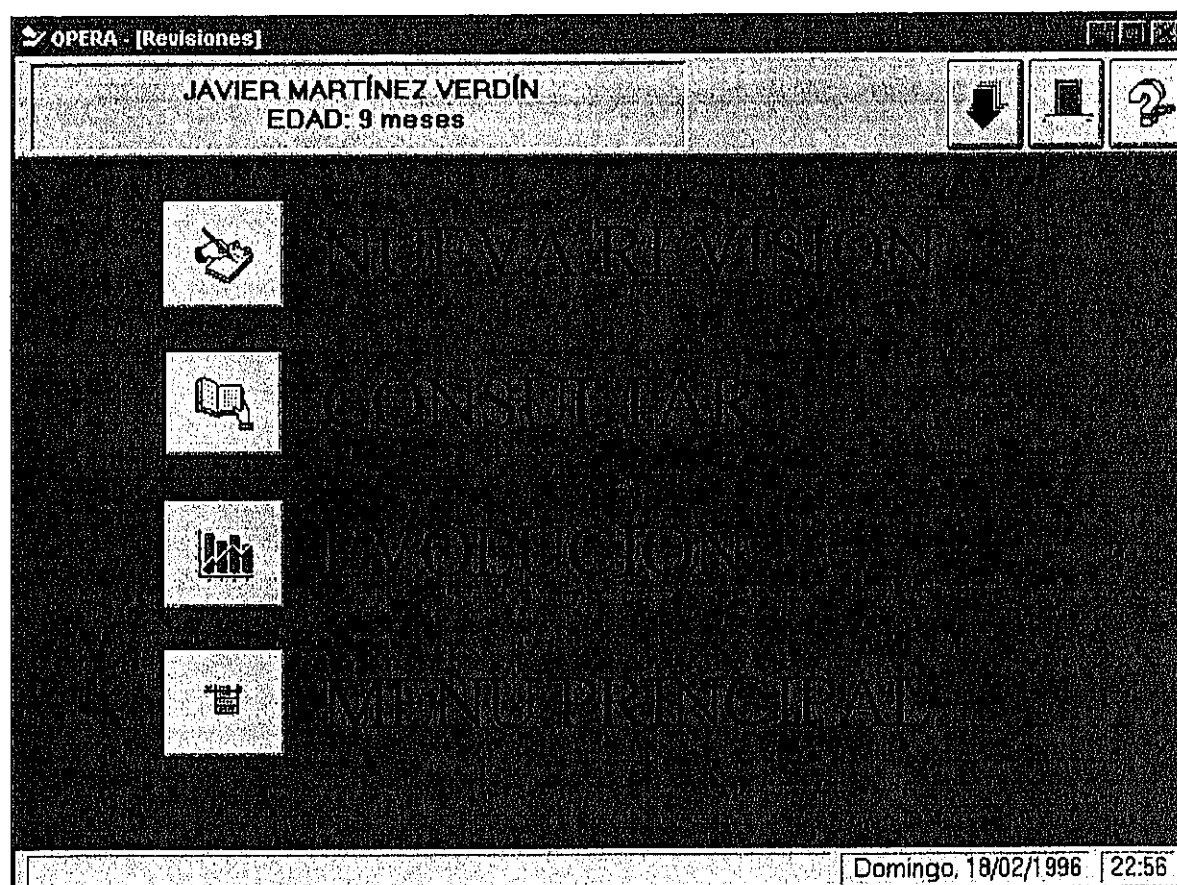 OPERA - [Revisiones]
JAVIER MARTÍNEZ VERDÍN
EDAD: 9 meses
NUEVA REVISIÓN
CONSULTAR
EVOLUCIÓN
MENU PRINCIPAL
Domingo, 18/02/1996 22:56